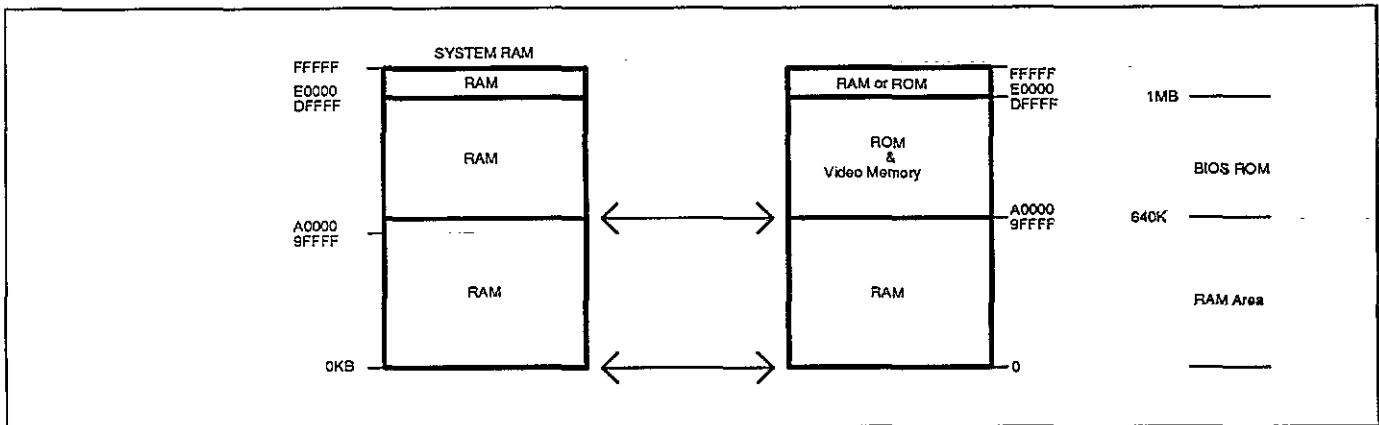 SYSTEM RAM
FFFFF
E0000
DFFFF
A0000
9FFFF
0KB
RAM
RAM
RAM
RAM or ROM
ROM
&
Video Memory
RAM
FFFFF
E0000
DFFFF
A0000
9FFFF
0
1MB
BIOS ROM
640K
RAM Area